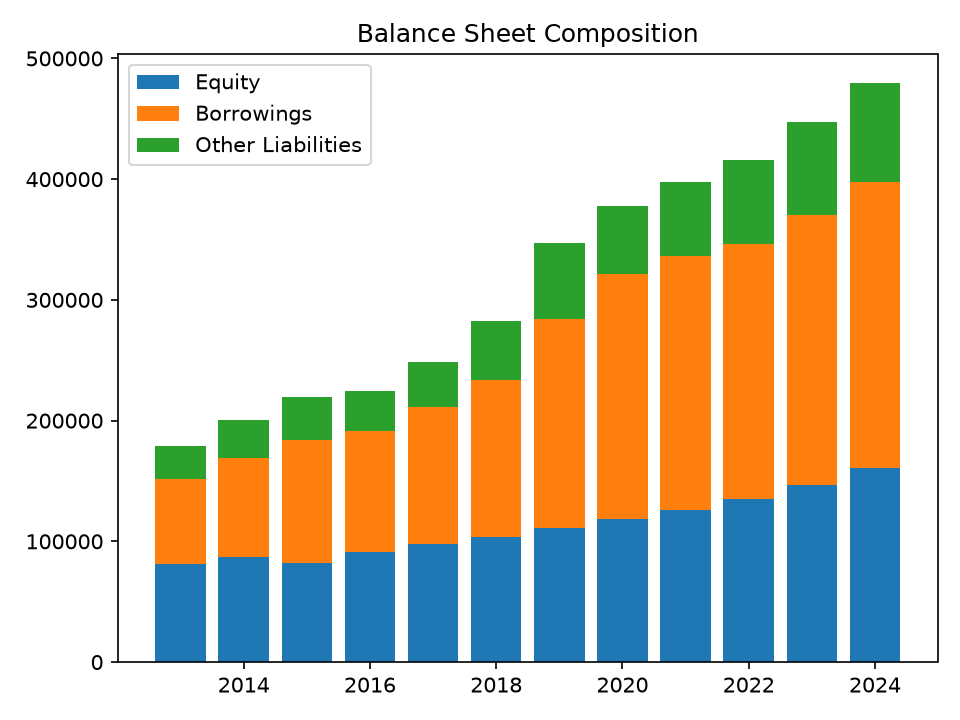 Balance Sheet Composition
500000
400000
300000
200000
100000
0
Equity
Borrowings
Other Liabilities
2014 2016 2018 2020 2022 2024